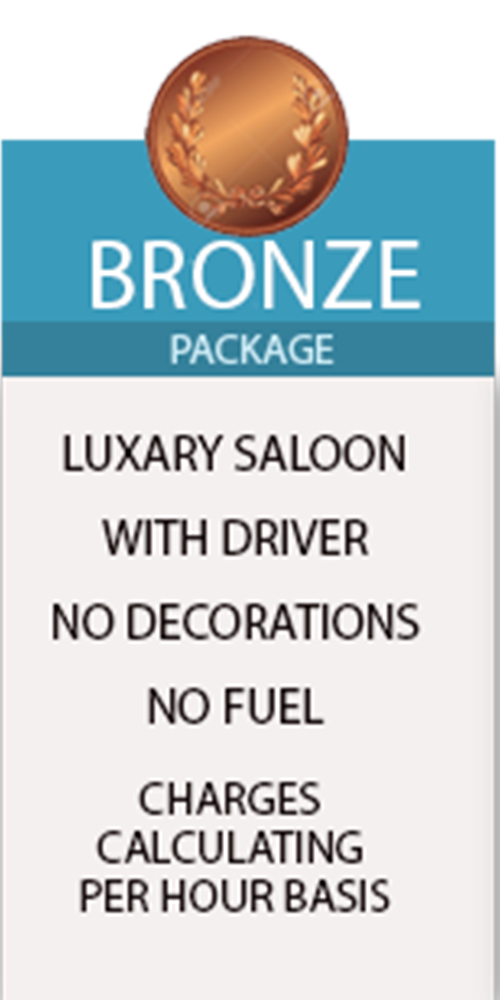 BRONZE
PACKAGE
LUXARY SALOON
WITH DRIVER
NO DECORATIONS
NO FUEL
CHARGES
CALCULATING
PER HOUR BASIS